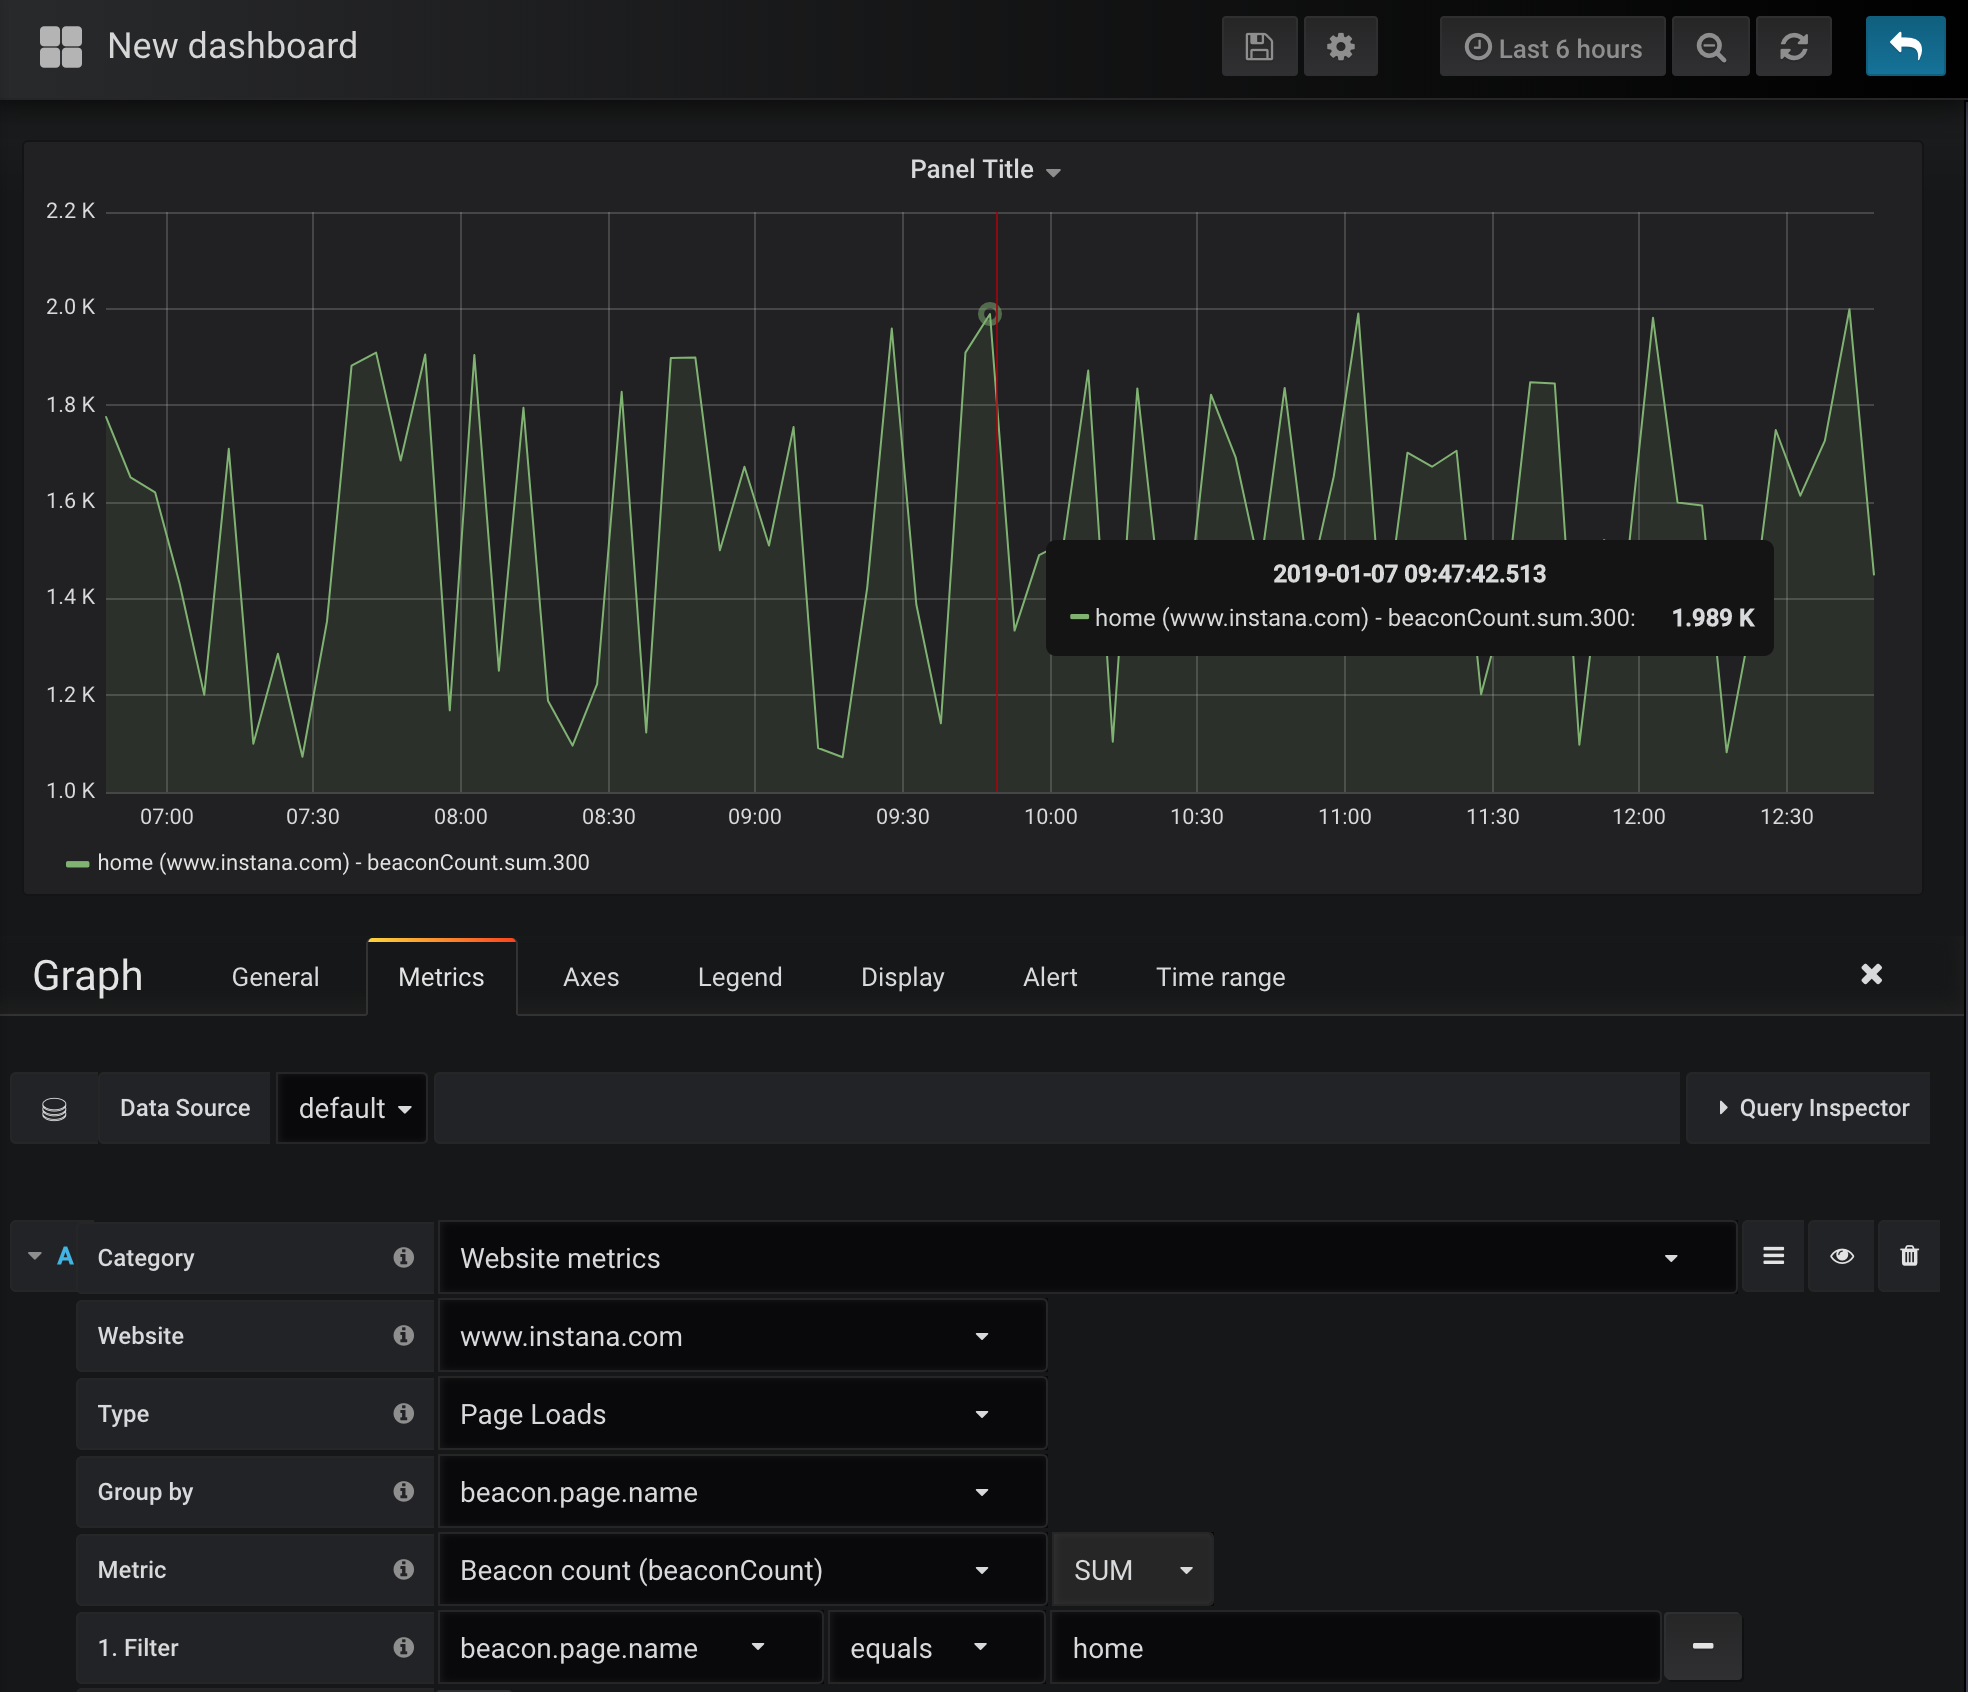 New dashboard
Last 6 hours
Panel Title
2.2 K
2.0 K
1.8 K
1.6 K
1.4 K
1.2 K
1.0 K
07:00 07:30 08:00 08:30 09:00 09:30 10:00 10:30 11:00 11:30 12:00 12:30
2019-01-07 09:47:42.513
home (www.instana.com) - beaconCount.sum.300: 1.989 K
home (www.instana.com) - beaconCount.sum.300
Graph General Metrics Axes Legend Display Alert Time range
Data Source default Query Inspector
A Category Website metrics
Website www.instana.com
Type Page Loads
Group by beacon.page.name
Metric Beacon count (beaconCount) SUM
1. Filter beacon.page.name equals home